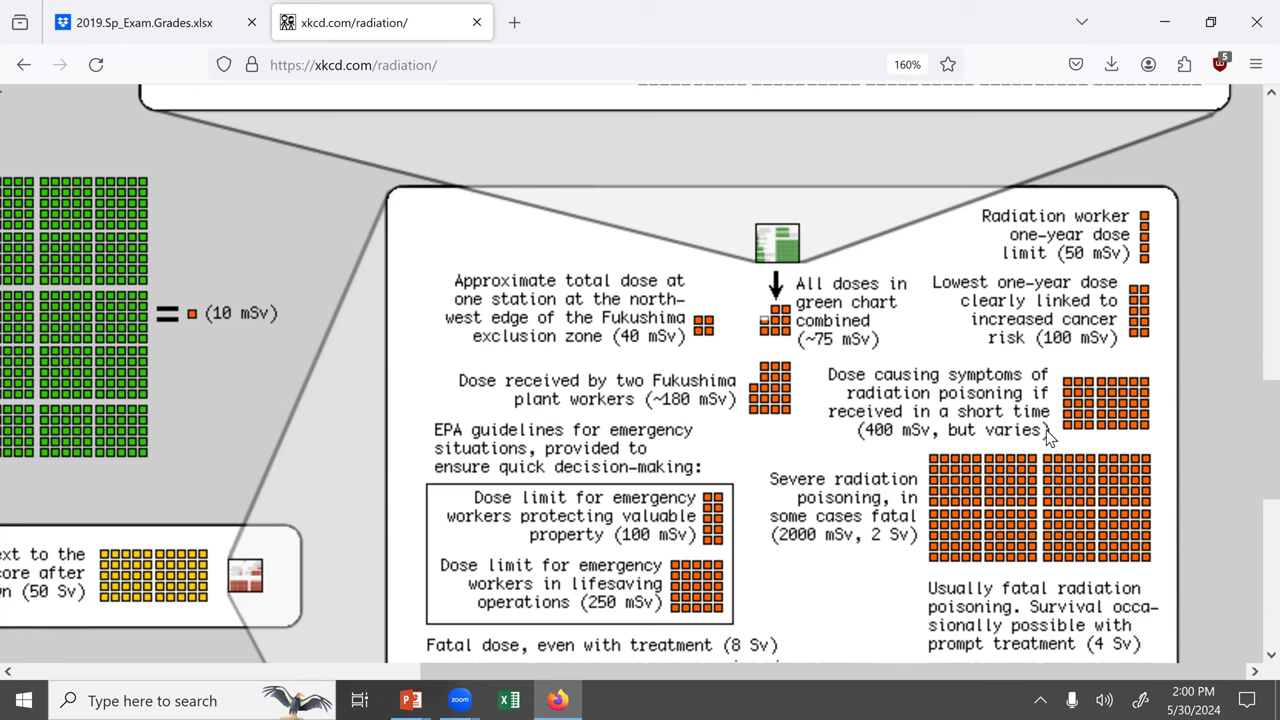 2019.Sp_Exam.Grades.xlsx
xkcd.com/radiation/
https://xkcd.com/radiation/
160%
5
= (10 mSv)
Radiation worker
one-year dose
limit (50 mSv)
Approximate total dose at
one station at the north-
west edge of the Fukushima
exclusion zone (40 mSv)
All doses in
green chart
combined
(~75 mSv)
Lowest one-year dose
clearly linked to
increased cancer
risk (100 mSv)
Dose received by two Fukushima
plant workers (~180 mSv)
Dose causing symptoms of
radiation poisoning if
received in a short time
(400 mSv, but varies)
EPA guidelines for emergency
situations, provided to
ensure quick decision-making:
Dose limit for emergency
workers protecting valuable
property (100 mSv)
Dose limit for emergency
workers in lifesaving
operations (250 mSv)
Severe radiation
poisoning, in
some cases fatal
(2000 mSv, 2 Sv)
Usually fatal radiation
poisoning. Survival occa-
sionally possible with
prompt treatment (4 Sv)
Fatal dose, even with treatment (8 Sv)
ext to the
ore after
n (50 Sv)
Type here to search
zoom
2:00 PM
5/30/2024